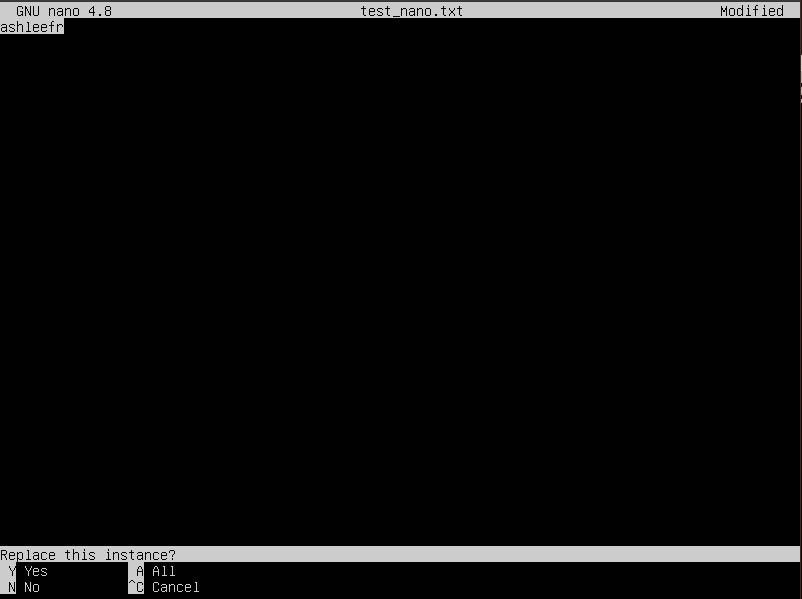 GNU nano 4.8 test_nano.txt Modified
ashleefr
Replace this instance?
Y Yes A All
N No ^C Cancel